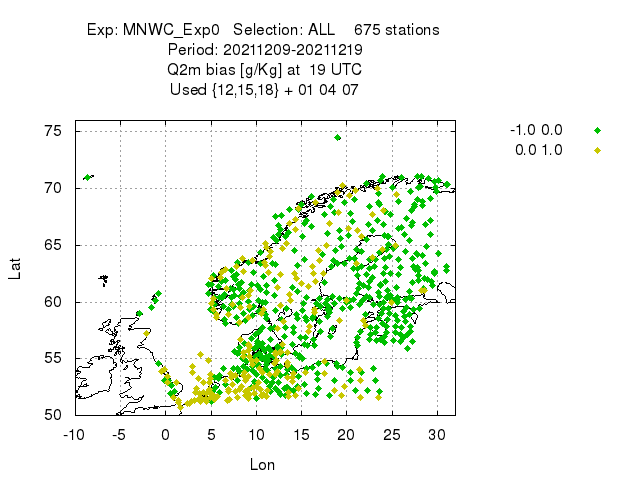 Exp: MNWC_Exp0   Selection: ALL    675 stations
Period: 20211209-20211219
Q2m bias [g/Kg] at  19 UTC
Used {12,15,18} + 01 04 07
-1.0 0.0
0.0 1.0
75
70
65
60
55
50
Lat
-10 -5 0 5 10 15 20 25 30
Lon